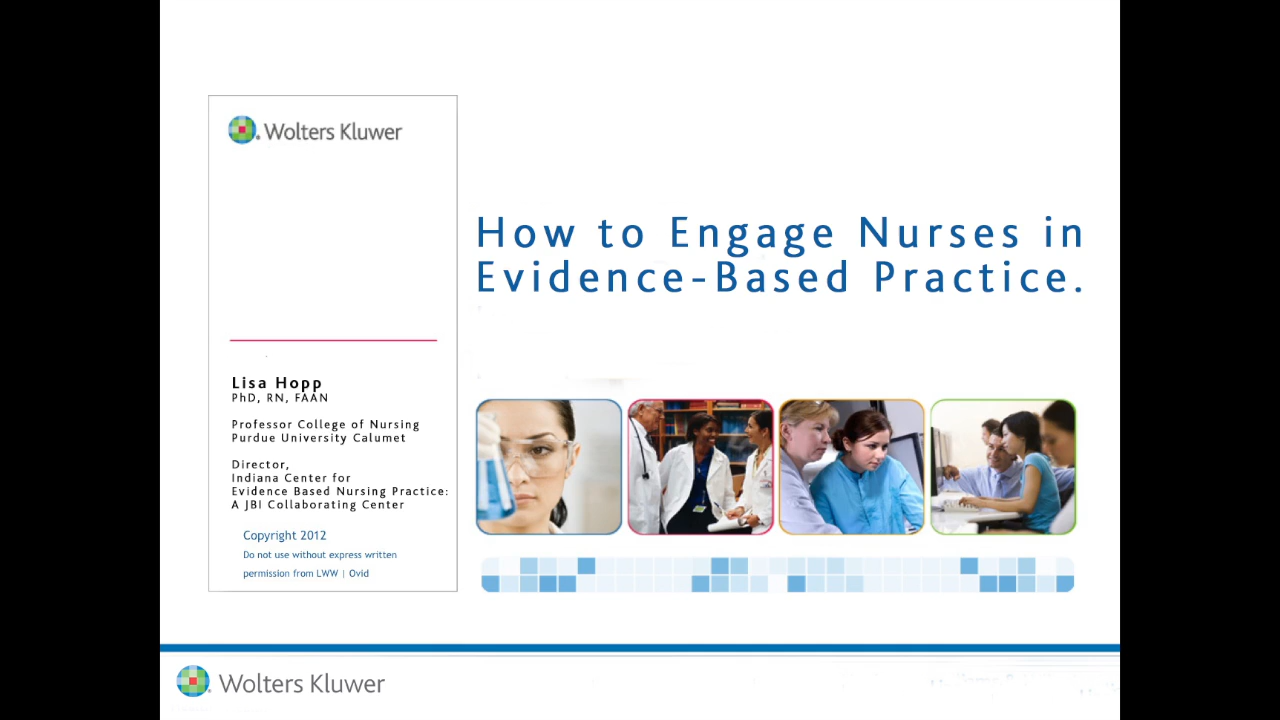 Wolters Kluwer
How to Engage Nurses in
Evidence-Based Practice.
Lisa Hopp
PhD, RN, FAAN
Professor College of Nursing
Purdue University Calumet
Director,
Indiana Center for
Evidence Based Nursing Practice:
A JBI Collaborating Center
Copyright 2012
Do not use without express written
permission from LWW | Ovid
Wolters Kluwer